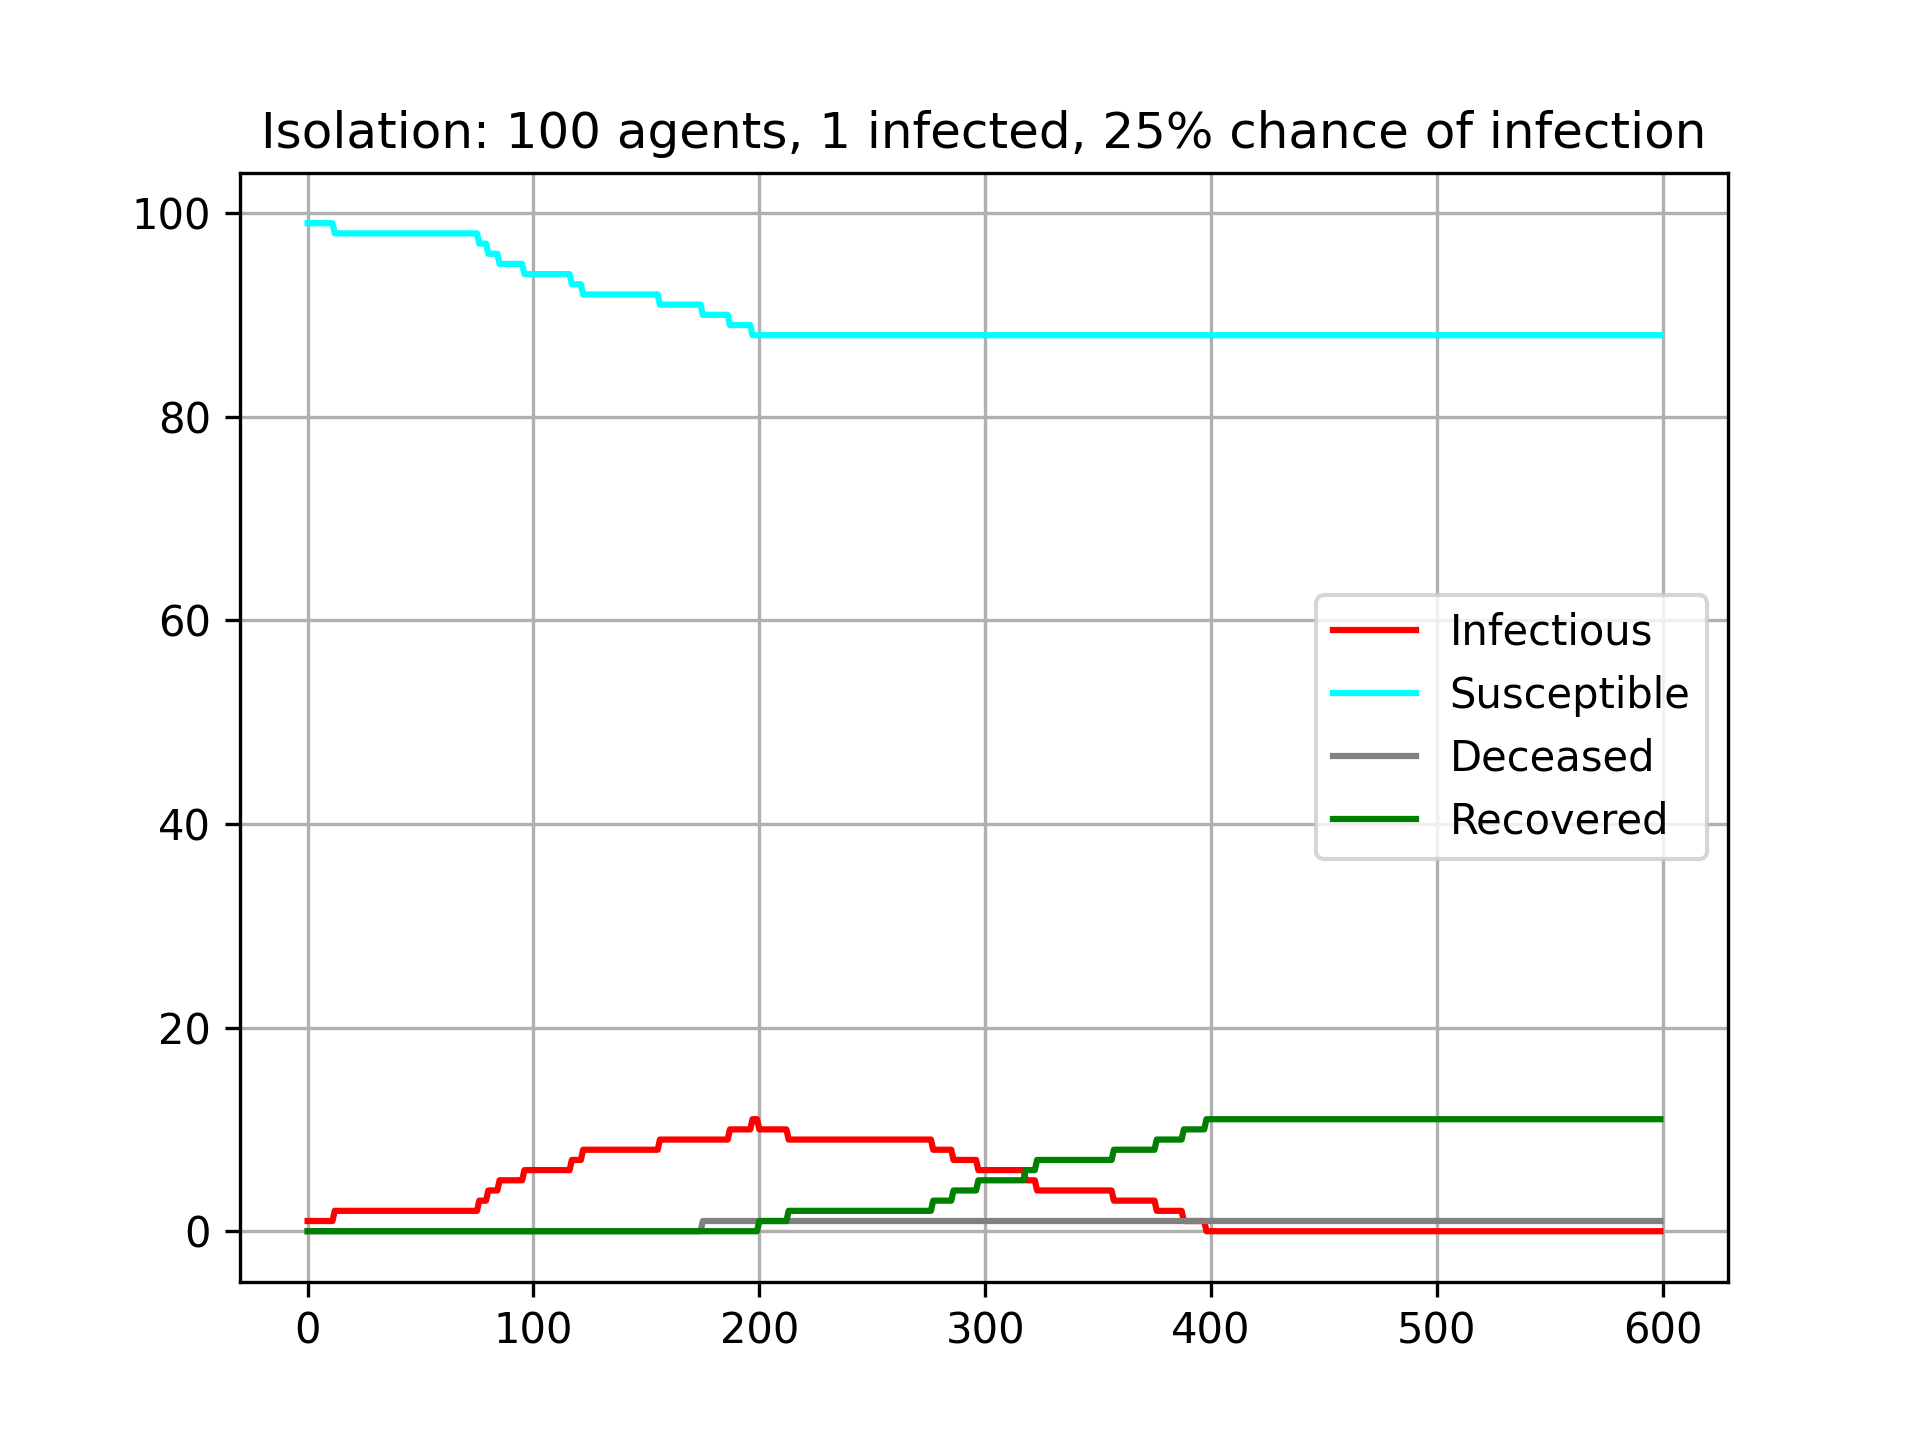 Isolation: 100 agents, 1 infected, 25% chance of infection
100
80
60
40
20
0
Infectious
Susceptible
Deceased
Recovered
0 100 200 300 400 500 600